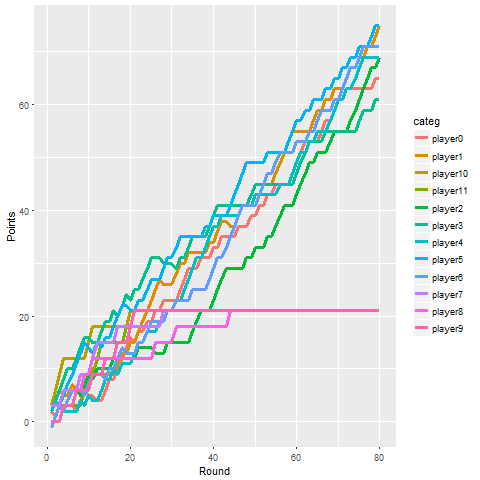 categ
player0
player1
player10
player11
player2
player3
player4
player5
player6
player7
player8
player9
Points
60
40
20
0
0
20
40
60
80
Round